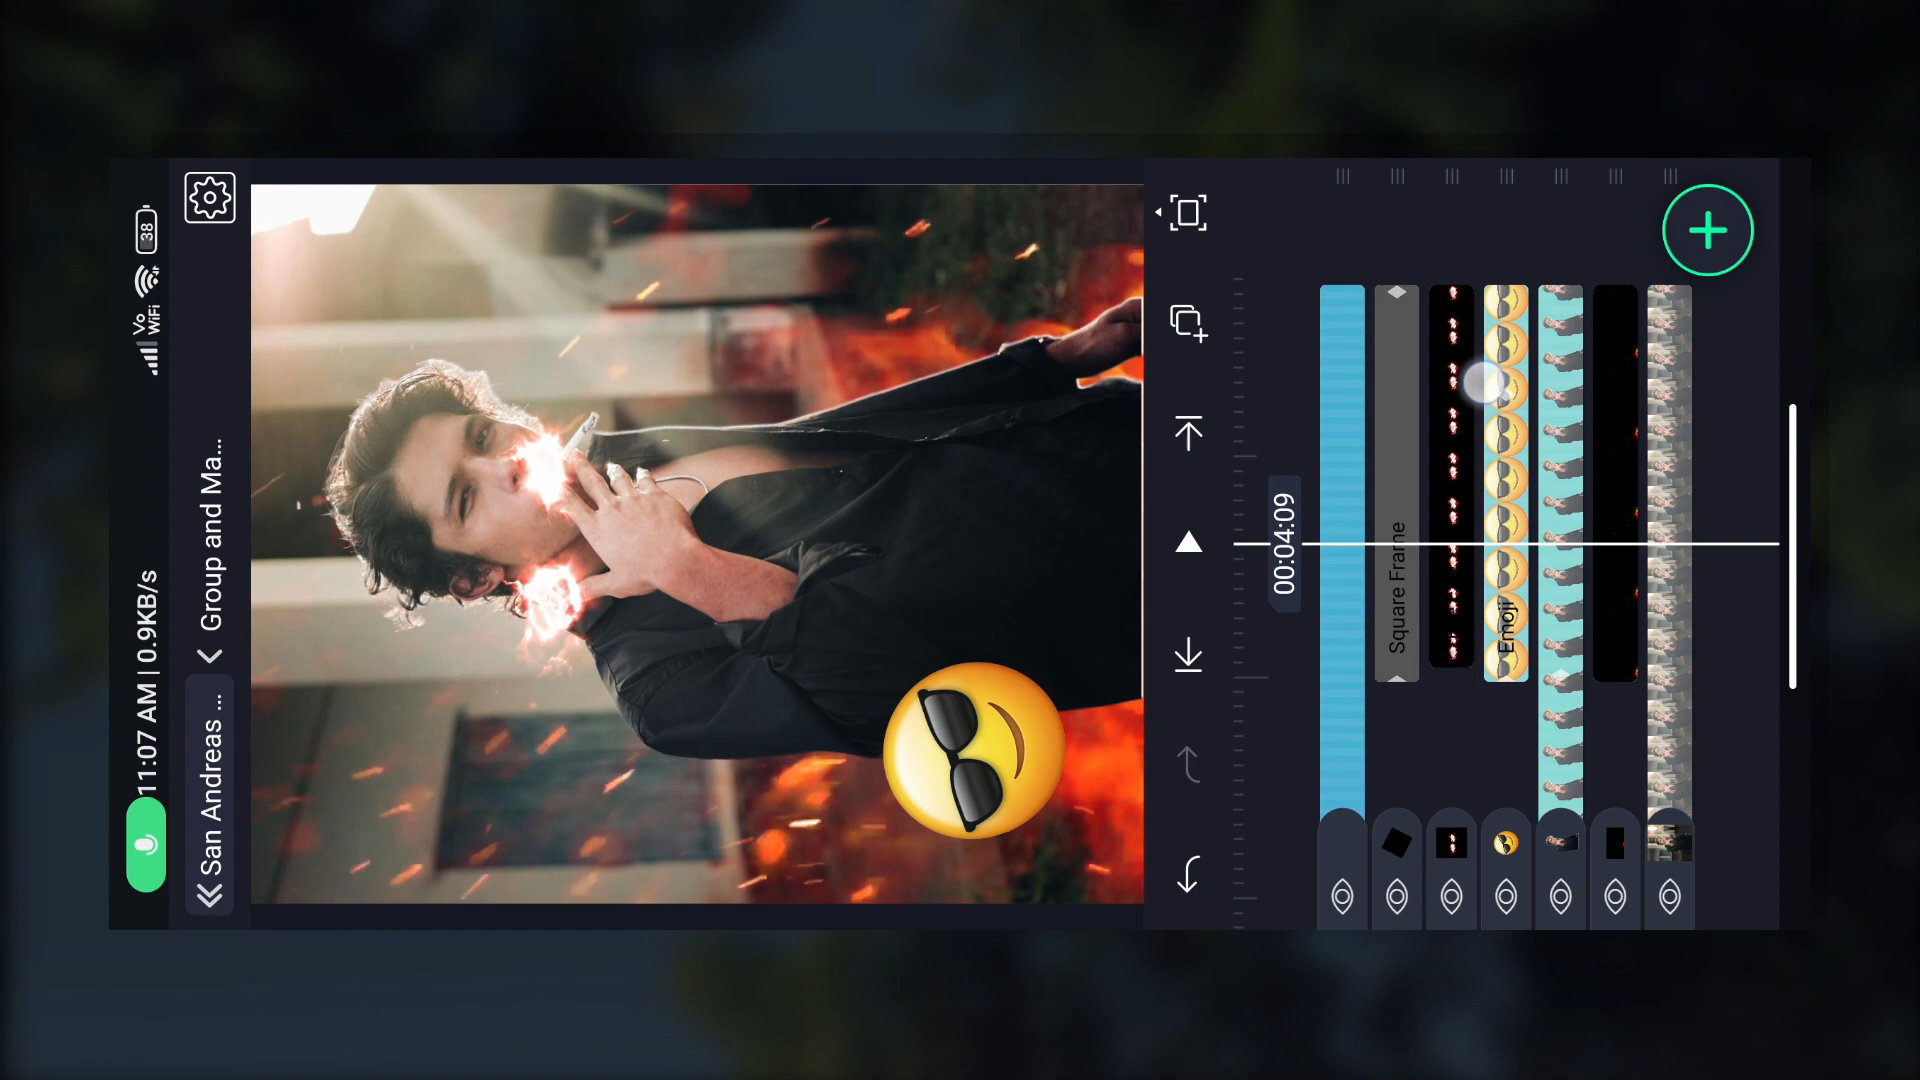 11:07 AM | 0.9KB/s
Vo
WiFi
38
San Andreas ...
Group and Ma...
00:04:09
Square Frame
Emoji